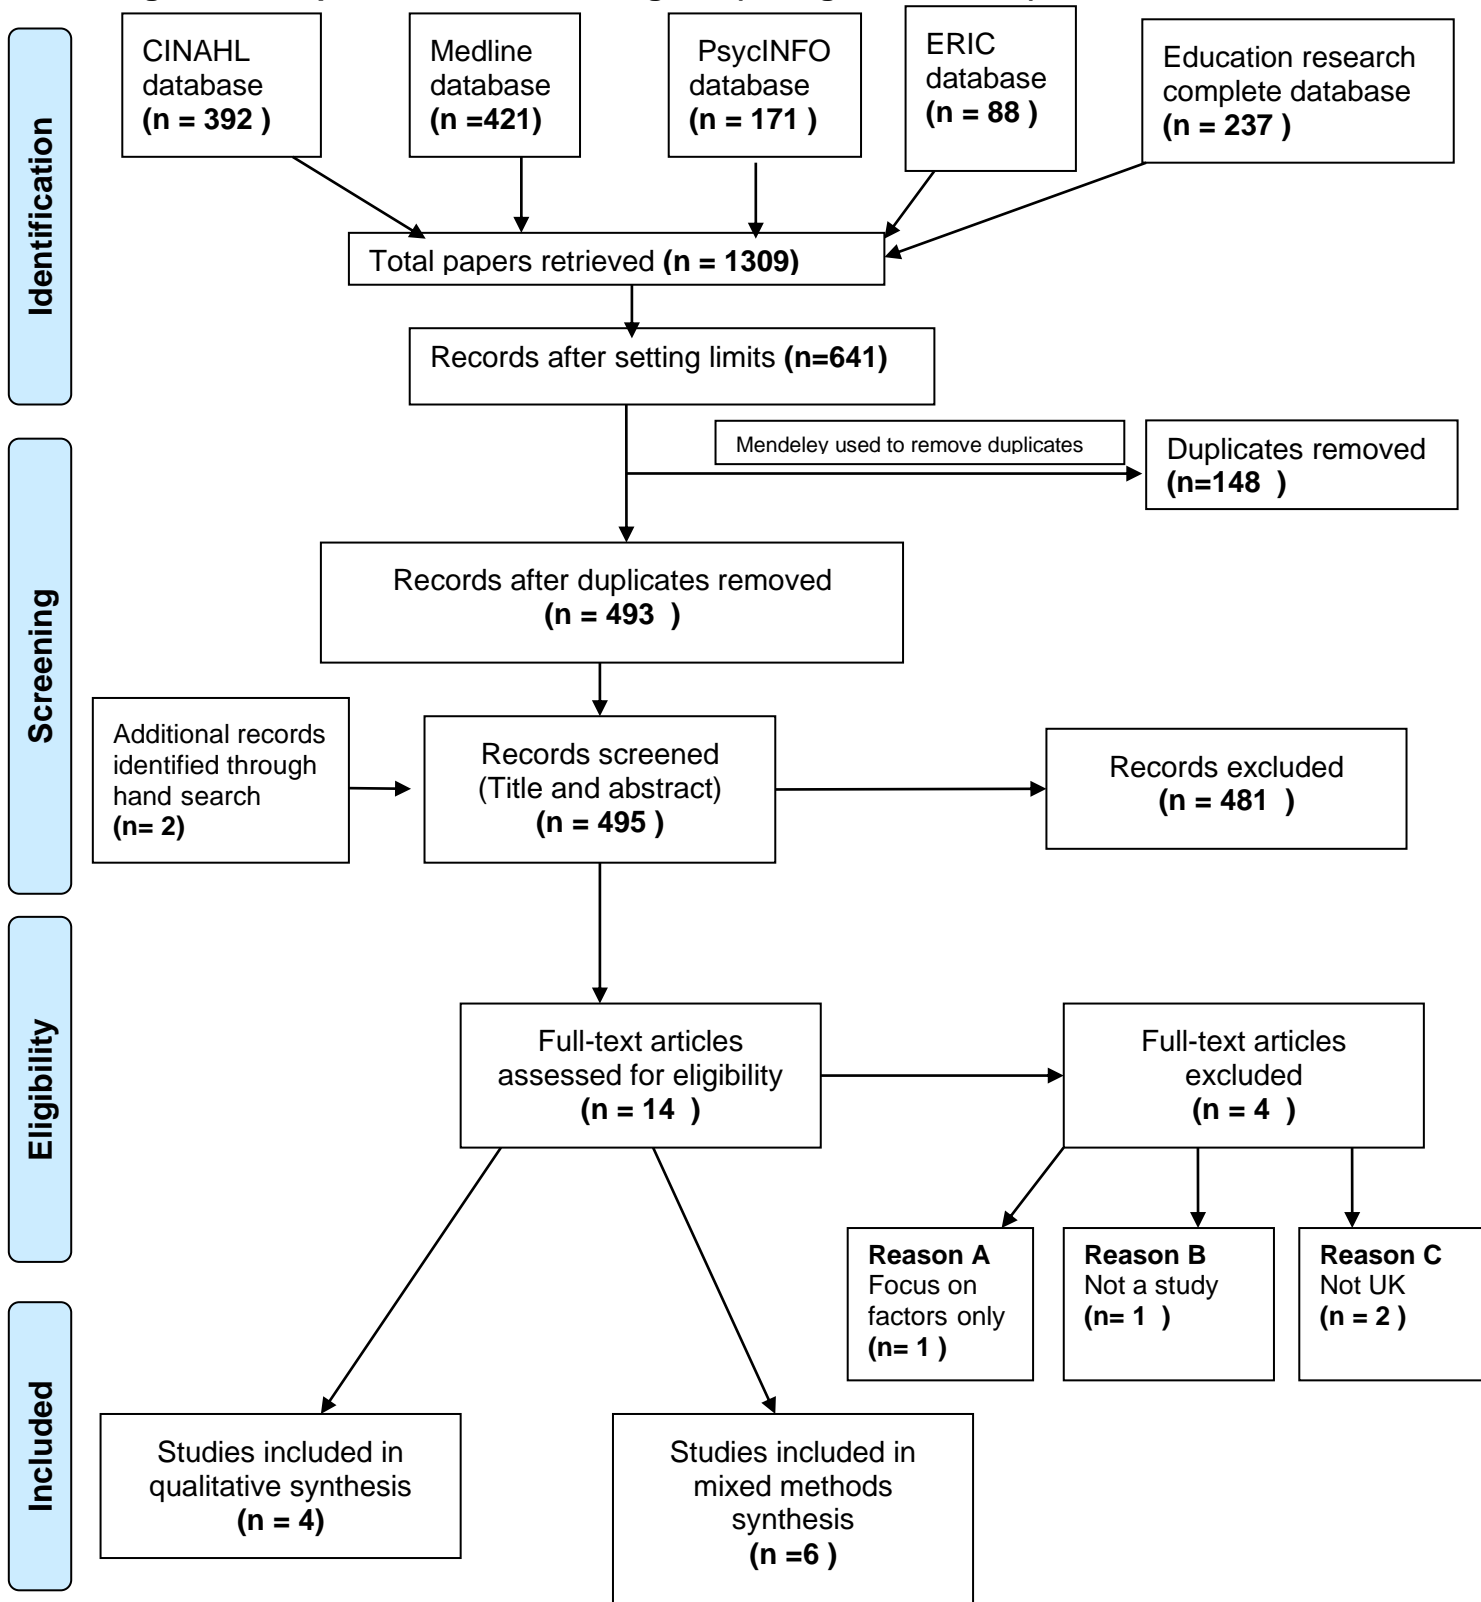 Identification
CINAHL
database
(n = 392 )
Medline
database
(n =421)
PsycINFO
database
(n = 171 )
ERIC
database
(n = 88 )
Education research
complete database
(n = 237 )
Total papers retrieved (n = 1309)
Records after setting limits (n=641)
Screening
Mendeley used to remove duplicates
Duplicates removed
(n=148 )
Records after duplicates removed
(n = 493 )
Additional records
identified through
hand search
(n= 2)
Records screened
(Title and abstract)
(n = 495 )
Records excluded
(n = 481 )
Eligibility
Full-text articles
assessed for eligibility
(n = 14 )
Full-text articles
excluded
(n = 4 )
Reason A
Focus on
factors only
(n= 1 )
Reason B
Not a study
(n= 1 )
Reason C
Not UK
(n = 2 )
Included
Studies included in
qualitative synthesis
(n = 4)
Studies included in
mixed methods
synthesis
(n =6 )